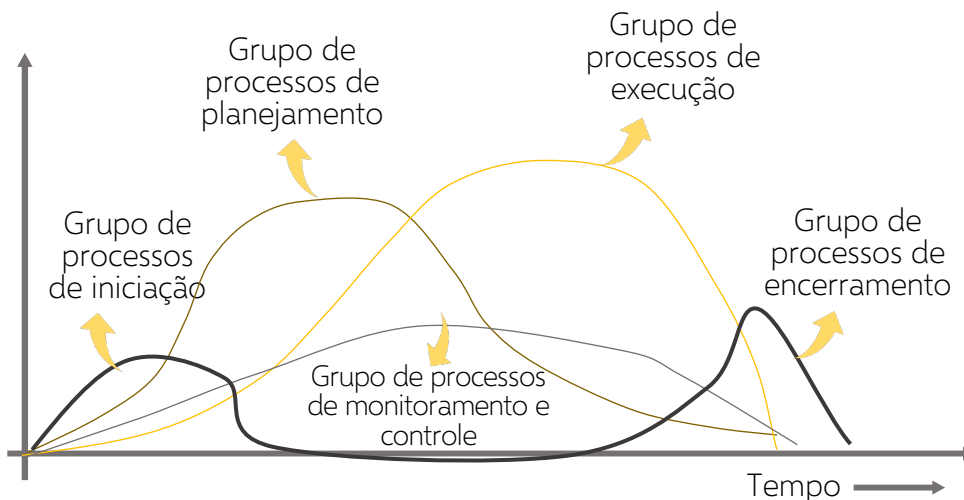 Grupo de
processos de
planejamento
Grupo de
processos de
execução
Grupo de
processos
de iniciação
Grupo de
processos de
encerramento
Grupo de processos
de monitoramento e
controle
Tempo